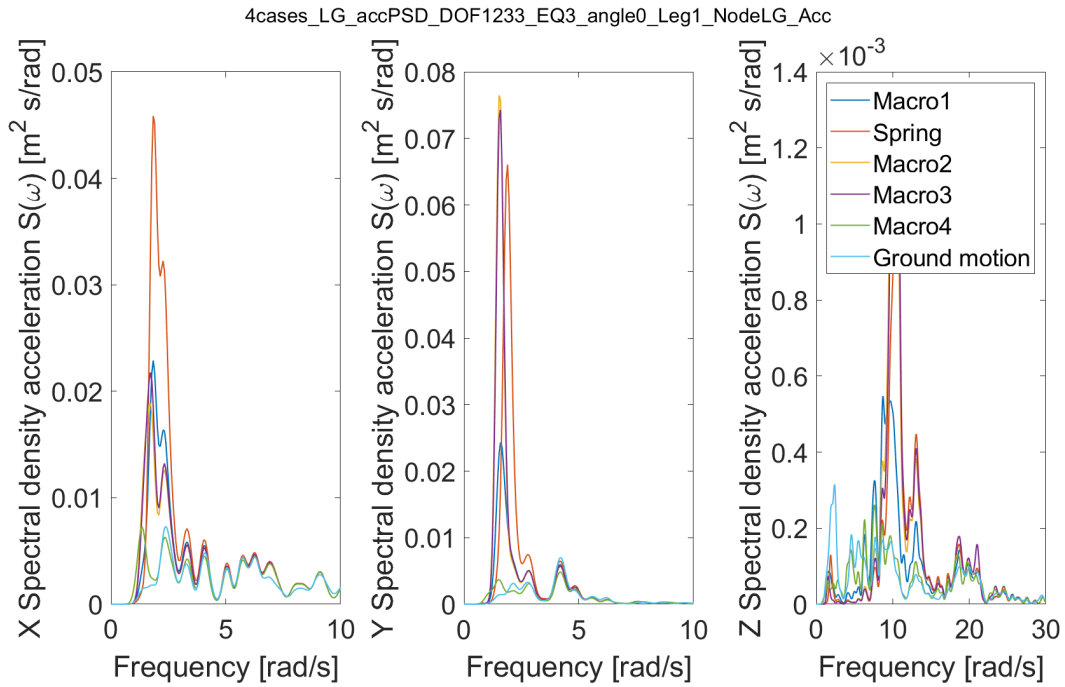 4cases_LG_accPSD_DOF1233_EQ3_angle0_Leg1_NodeLG_Acc
X Spectral density acceleration S(ω) [m² s/rad]
0.05
0.04
0.03
0.02
0.01
0
0
5
10
Frequency [rad/s]
Y Spectral density acceleration S(ω) [m² s/rad]
0.08
0.07
0.06
0.05
0.04
0.03
0.02
0.01
0
0
5
10
Frequency [rad/s]
Z Spectral density acceleration S(ω) [m² s/rad]
×10⁻³
1.4
1.2
1
0.8
0.6
0.4
0.2
0
0
10
20
30
Frequency [rad/s]
Macro1
Spring
Macro2
Macro3
Macro4
Ground motion